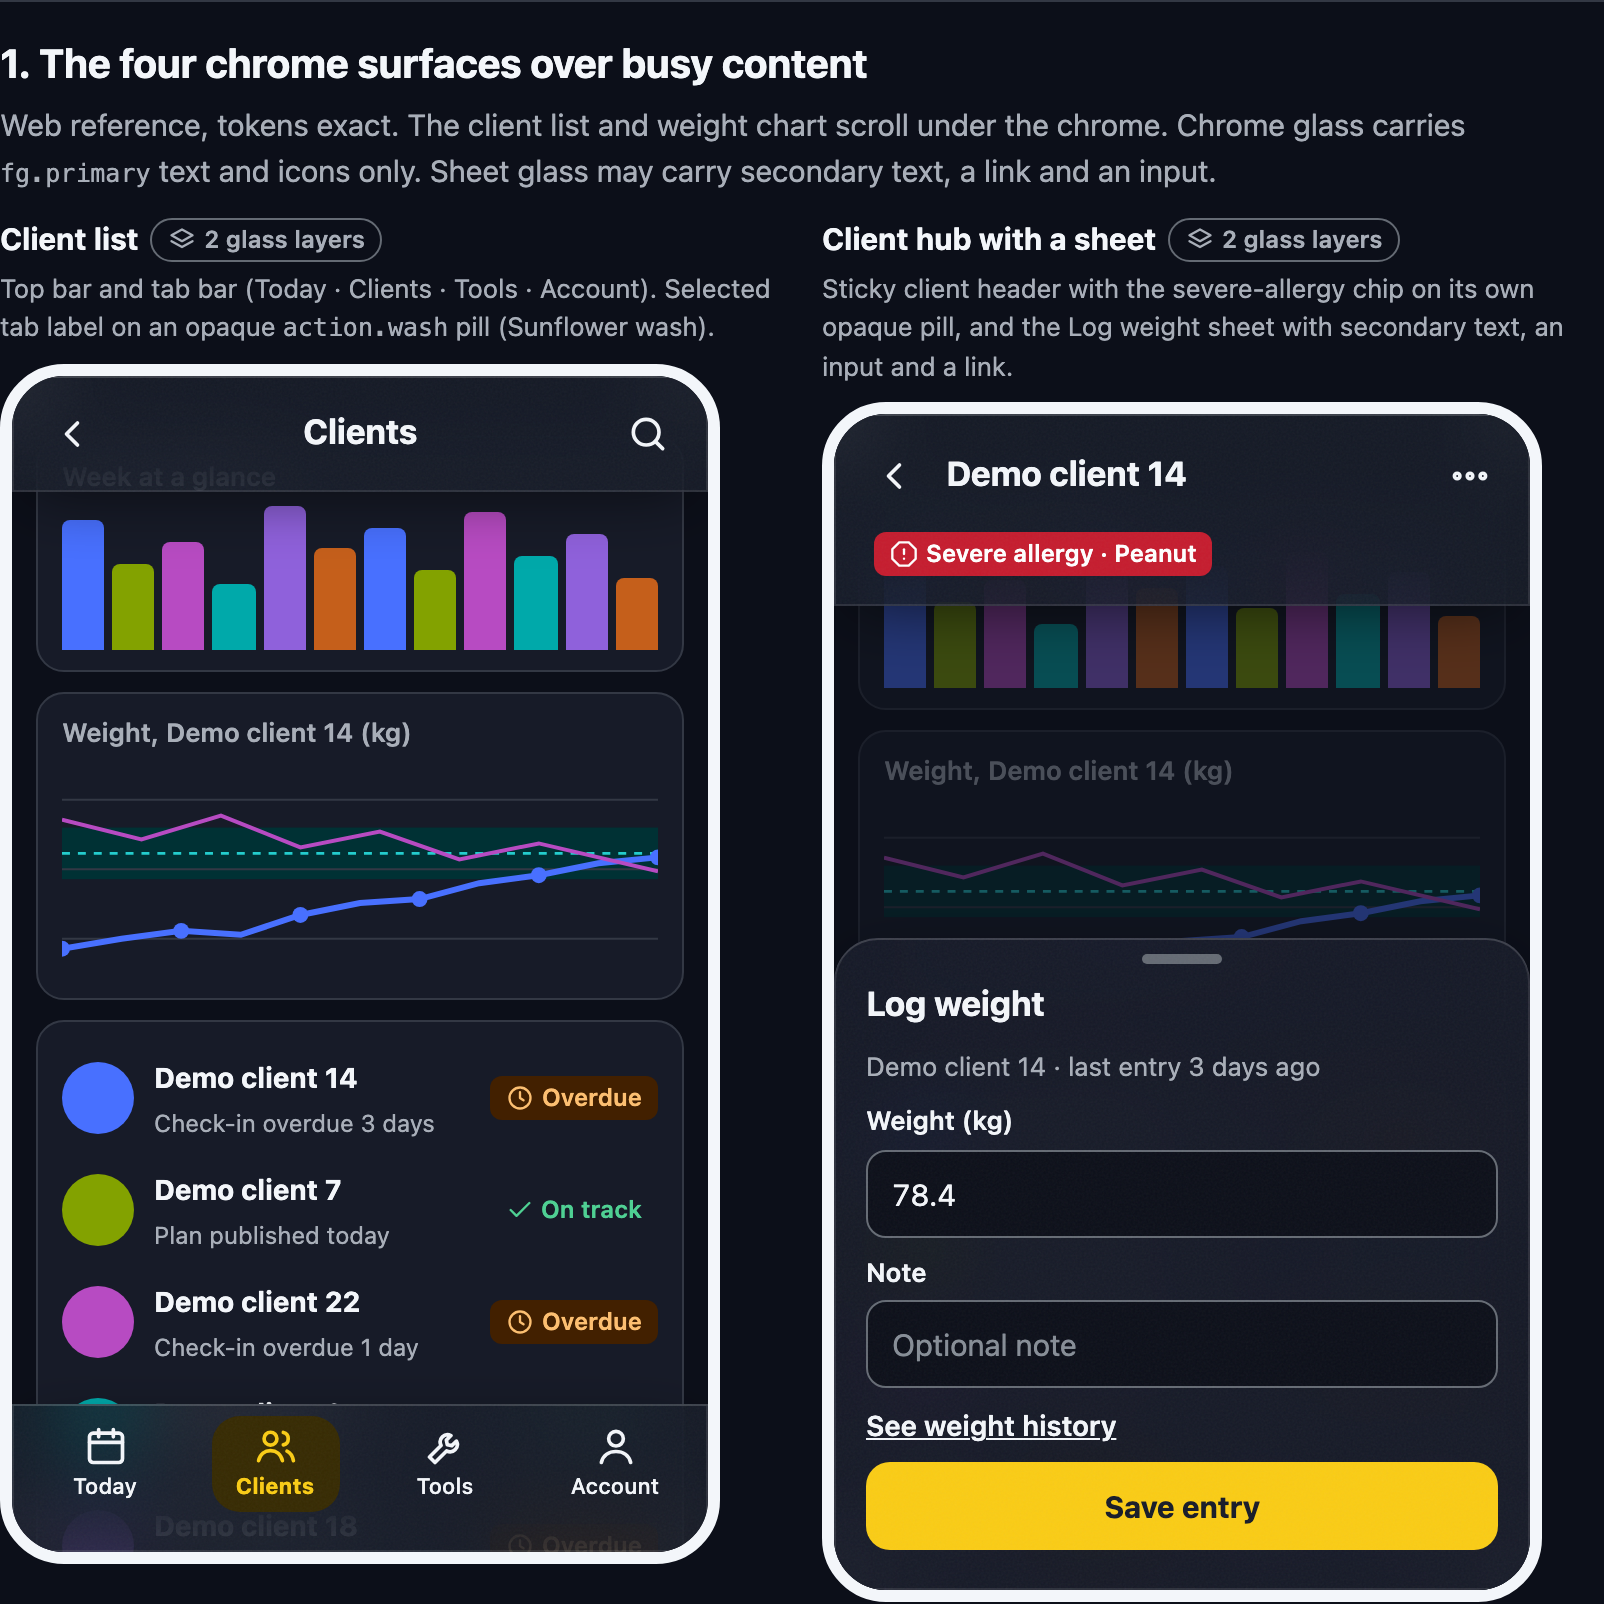 1. The four chrome surfaces over busy content
Web reference, tokens exact. The client list and weight chart scroll under the chrome. Chrome glass carries
fg.primary text and icons only. Sheet glass may carry secondary text, a link and an input.
Client list
2 glass layers
Top bar and tab bar (Today · Clients · Tools · Account). Selected
tab label on an opaque action.wash pill (Sunflower wash).
Clients
Week at a glance
Weight, Demo client 14 (kg)
Demo client 14
Check-in overdue 3 days
Overdue
Demo client 7
Plan published today
On track
Demo client 22
Check-in overdue 1 day
Overdue
Today
Clients
Tools
Account
Demo client 18
Overdue
Client hub with a sheet
2 glass layers
Sticky client header with the severe-allergy chip on its own
opaque pill, and the Log weight sheet with secondary text, an
input and a link.
Demo client 14
Severe allergy · Peanut
Weight, Demo client 14 (kg)
Log weight
Demo client 14 · last entry 3 days ago
Weight (kg)
78.4
Note
Optional note
See weight history
Save entry